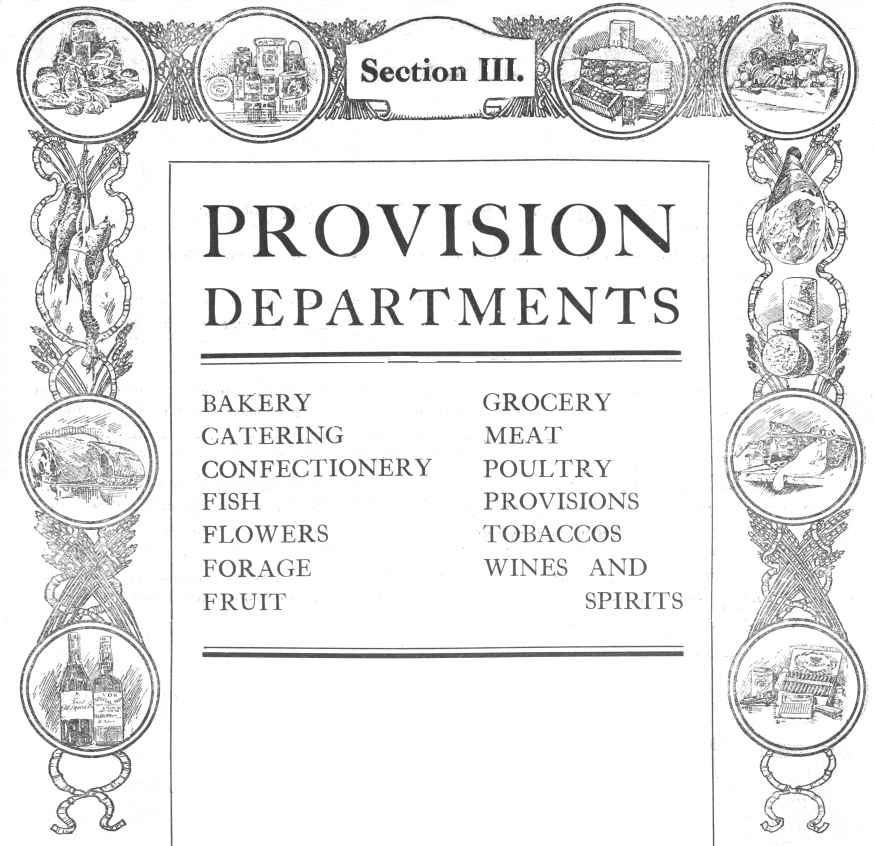 Section III.
PROVISION
DEPARTMENTS
BAKERY
CATERING
CONFECTIONERY
FISH
FLOWERS
FORAGE
FRUIT
GROCERY
MEAT
POULTRY
PROVISIONS
TOBACCOS
WINES AND
SPIRITS